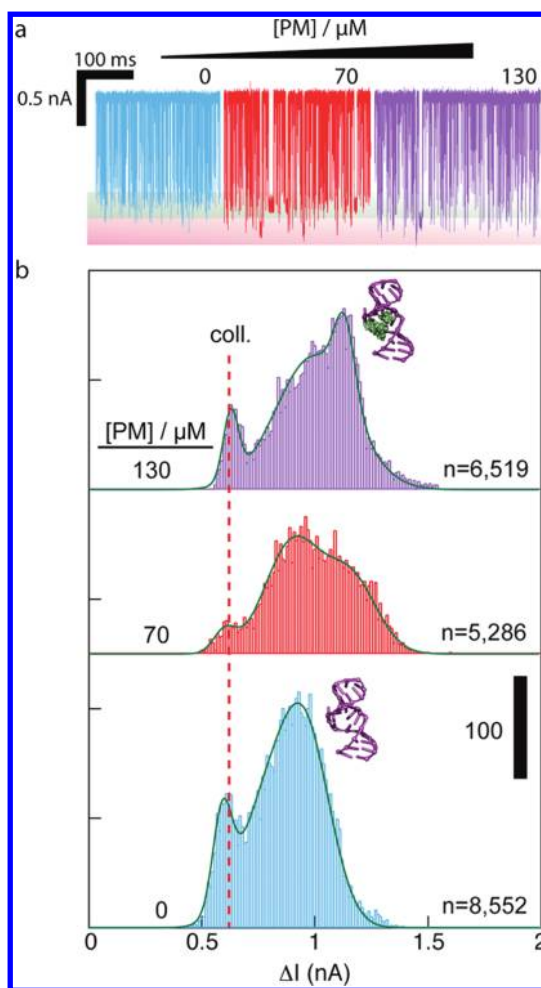 a
[PM] / μM
100 ms
0 70 130
0.5 nA
b
coll.
[PM] / μM
130
n=6,519
70
n=5,286
100
0
n=8,552
0 0.5 1 1.5 2
ΔI (nA)